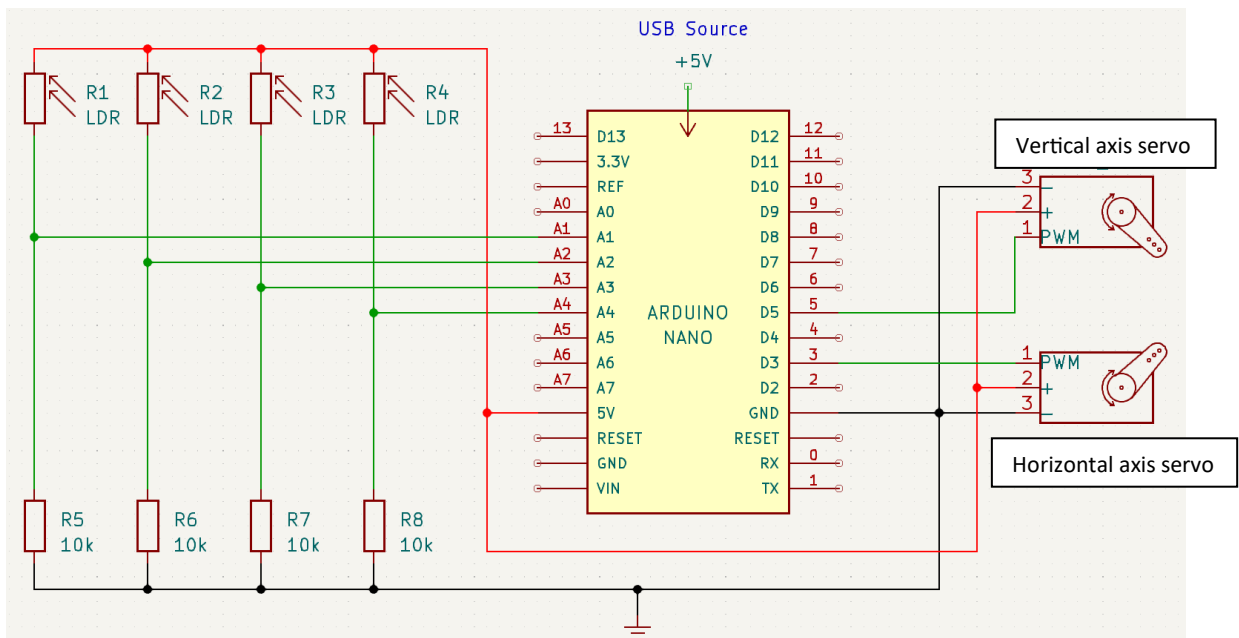 USB Source
+5V
R1
LDR
R2
LDR
R3
LDR
R4
LDR
13 D13
3.3V
REF
A0 A0
A1 A1
A2 A2
A3 A3
A4 A4
A5 A5
A6 A6
A7 A7
5V
RESET
GND
VIN
ARDUINO
NANO
D12 12
D11 11
D10 10
D9 9
D8 8
D7 7
D6 6
D5 5
D4 4
D3 3
D2 2
GND
RESET
RX 0
TX 1
Vertical axis servo
3 −
2 +
1 PWM
1 PWM
2 +
3 −
Horizontal axis servo
R5
10k
R6
10k
R7
10k
R8
10k